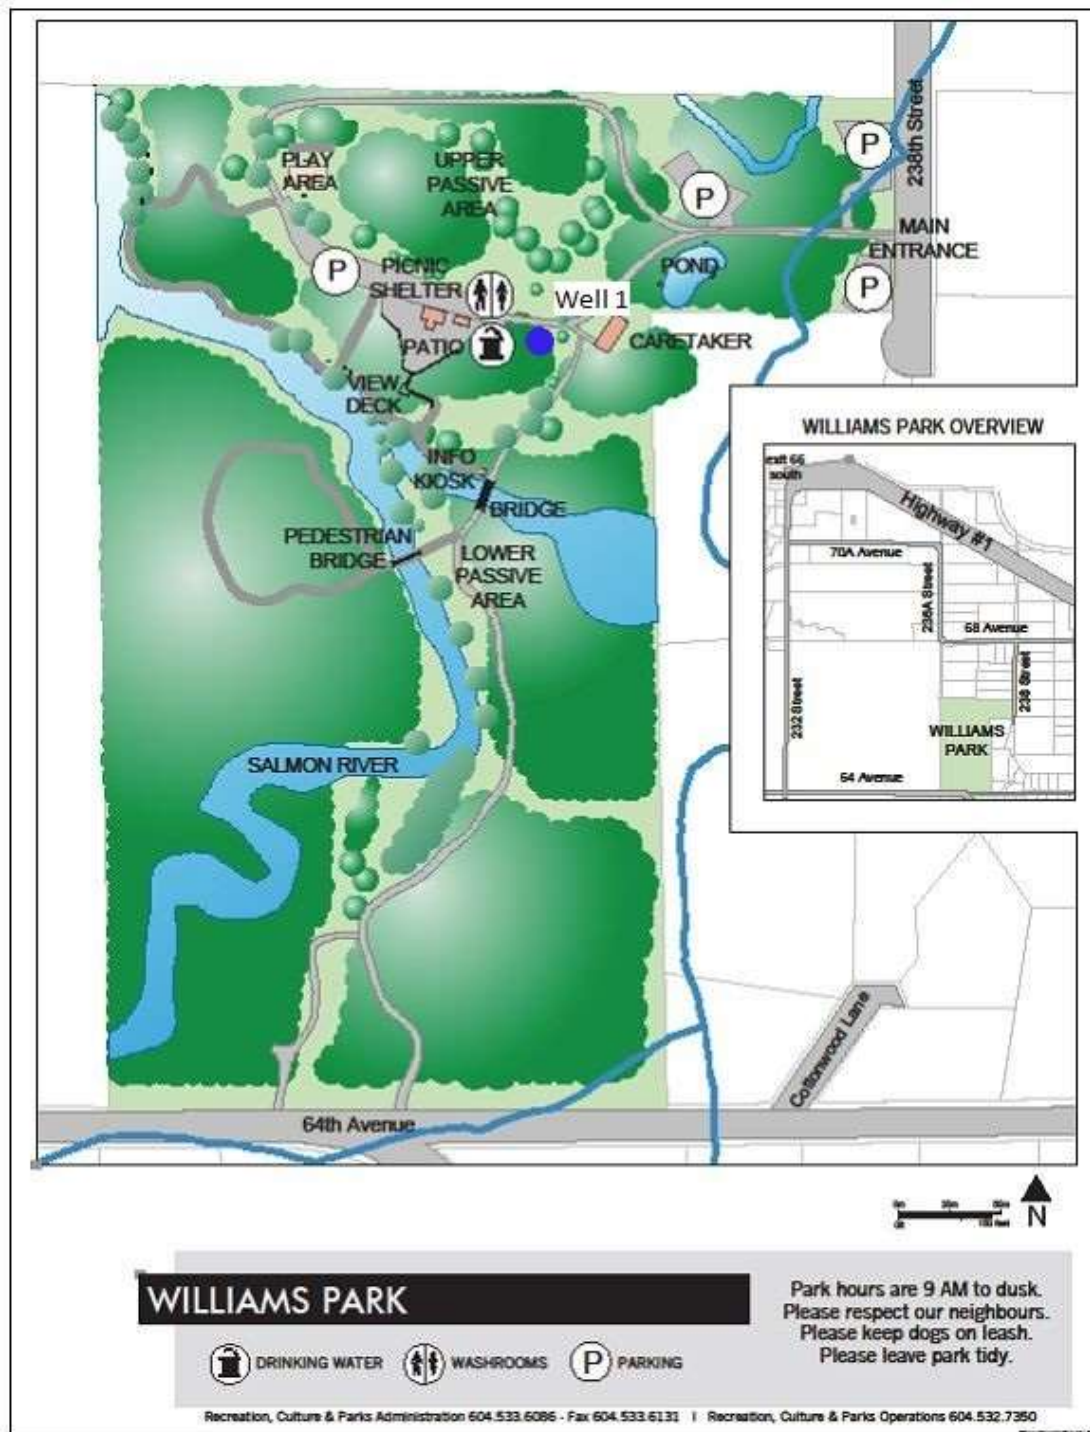 238th Street
P
PLAY
AREA
UPPER
PASSIVE
AREA
P
MAIN
ENTRANCE
P
PICNIC
SHELTER
POND
P
Well 1
PATIO
CARETAKER
VIEW
DECK
INFO
KIOSK
BRIDGE
PEDESTRIAN
BRIDGE
LOWER
PASSIVE
AREA
SALMON RIVER
WILLIAMS PARK OVERVIEW
exit 66
south
Highway #1
70A Avenue
236A Street
68 Avenue
232 Street
238 Street
WILLIAMS
PARK
64 Avenue
Cottonwood Lane
64th Avenue
N
WILLIAMS PARK
DRINKING WATER
WASHROOMS
P PARKING
Park hours are 9 AM to dusk.
Please respect our neighbours.
Please keep dogs on leash.
Please leave park tidy.
Recreation, Culture & Parks Administration 604.533.6086 - Fax 604.533.6131 | Recreation, Culture & Parks Operations 604.532.7350